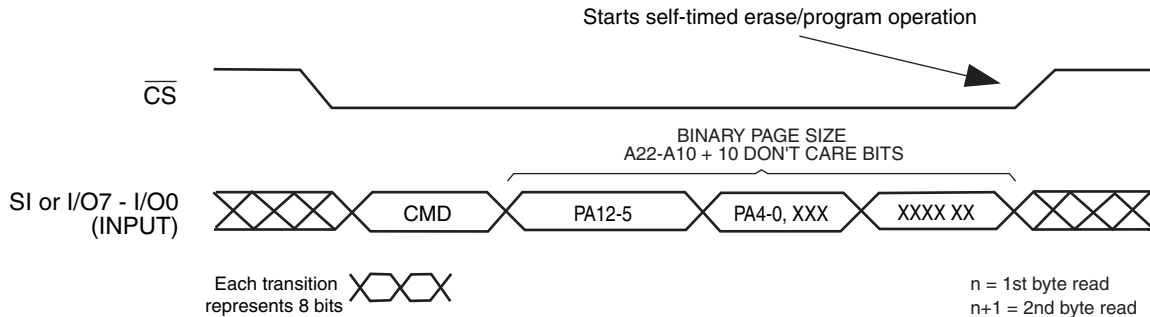 Starts self-timed erase/program operation
CS
BINARY PAGE SIZE
A22-A10 + 10 DON'T CARE BITS
SI or I/O7 - I/O0
(INPUT)
CMD
PA12-5
PA4-0, XXX
XXXX XX
Each transition
represents 8 bits
n = 1st byte read
n+1 = 2nd byte read